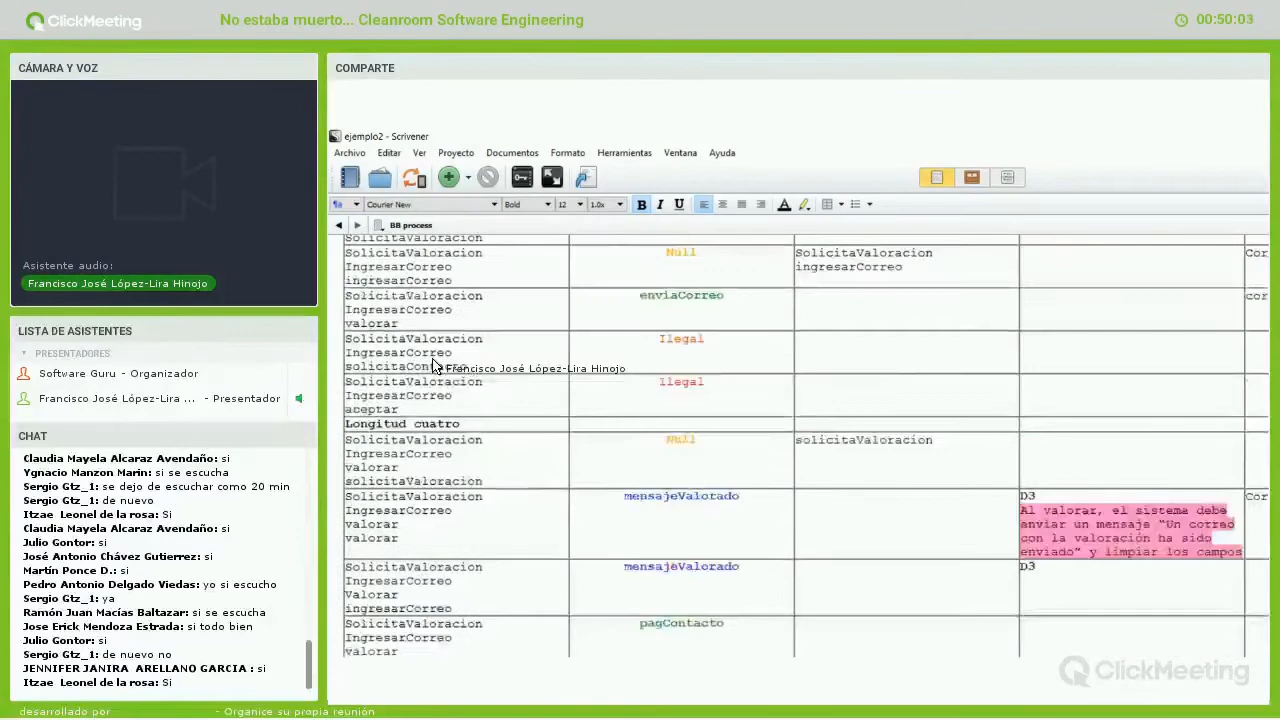 ClickMeeting
No estaba muerto... Cleanroom Software Engineering
00:50:03
CÁMARA Y VOZ
Asistente audio:
Francisco José López-Lira Hinojo
LISTA DE ASISTENTES
PRESENTADORES
Software Guru - Organizador
Francisco José López-Lira ... - Presentador
CHAT
Claudia Mayela Alcaraz Avendaño: si
Ygnacio Manzon Marin: si se escucha
Sergio Gtz_1: se dejo de escuchar como 20 min
Sergio Gtz_1: de nuevo
Itzae Leonel de la rosa: Si
Claudia Mayela Alcaraz Avendaño: si
Julio Gontor: si
José Antonio Chávez Gutierrez: si
Martín Ponce D.: si
Pedro Antonio Delgado Viedas: yo si escucho
Sergio Gtz_1: ya
Ramón Juan Macías Baltazar: si se escucha
Jose Erick Mendoza Estrada: si todo bien
Julio Gontor: si
Sergio Gtz_1: de nuevo no
JENNIFER JANIRA ARELLANO GARCIA : si
Itzae Leonel de la rosa: Si
desarrollado por - Organice su propia reunión
COMPARTE
ejemplo2 - Scrivener
Archivo Editar Ver Proyecto Documentos Formato Herramientas Ventana Ayuda
Courier New Bold 12 1.0x B I U A
BB process
SolicitaValoracion
SolicitaValoracion Null SolicitaValoracion Cor
IngresarCorreo ingresarCorreo
ingresarCorreo
SolicitaValoracion enviaCorreo cor
IngresarCorreo
valorar
SolicitaValoracion Ilegal
IngresarCorreo
Francisco José López-Lira Hinojo
SolicitaValoracion Ilegal
IngresarCorreo
aceptar
Longitud cuatro
SolicitaValoracion Null solicitaValoracion
IngresarCorreo
valorar
solicitaValoracion
SolicitaValoracion mensajeValorado D3 Cor
IngresarCorreo Al valorar, el sistema debe
valorar enviar un mensaje "Un correo
valorar con la valoración ha sido
enviado" y limpiar los campos
SolicitaValoracion mensajeValorado D3
IngresarCorreo
Valorar
ingresarCorreo
SolicitaValoracion pagContacto
IngresarCorreo
valorar
ClickMeeting